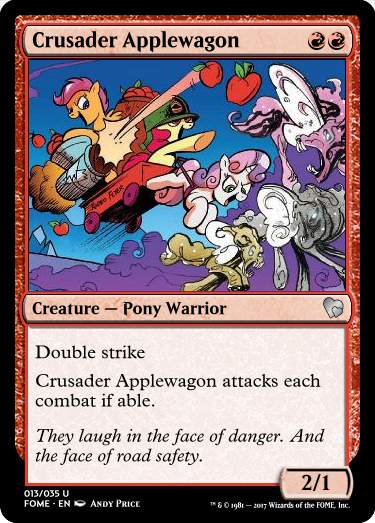 Crusader Applewagon
Creature — Pony Warrior
Double strike
Crusader Applewagon attacks each
combat if able.
They laugh in the face of danger. And
the face of road safety.
2/1
013/035 U
FOME • EN Andy Price
™ & © 1981 — 2017 Wizards of the FOME, Inc.